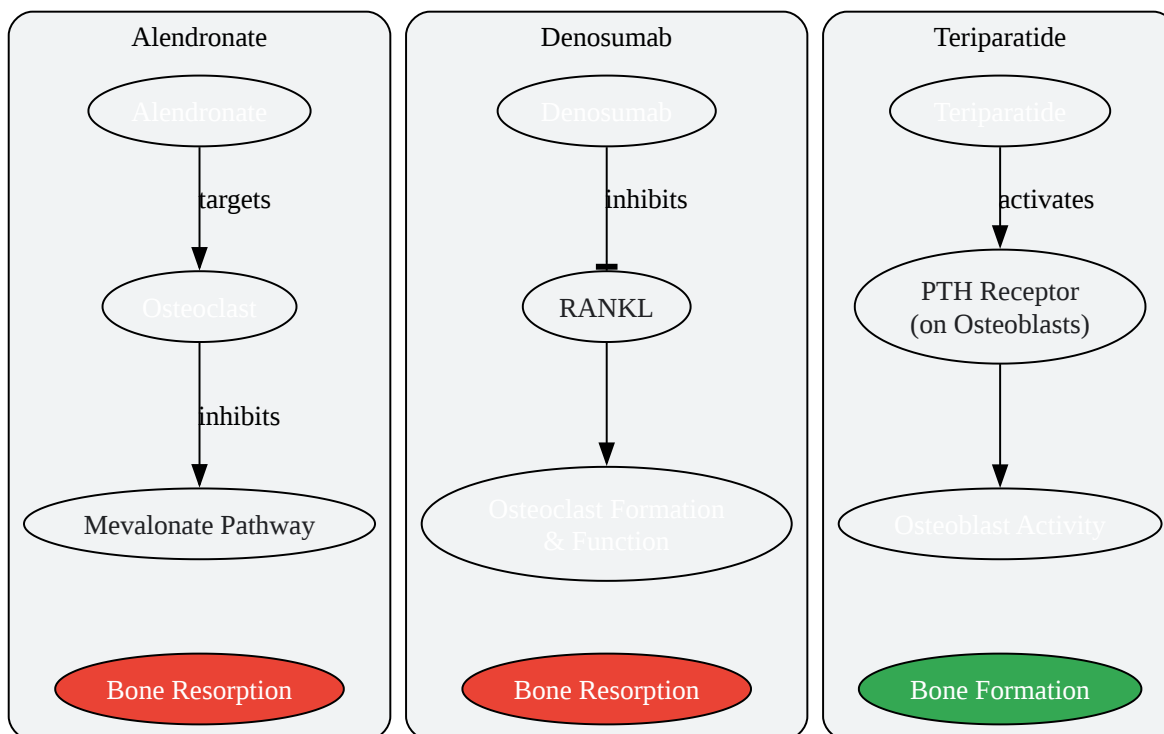 Alendronate
Alendronate
targets
Osteoclast
inhibits
Mevalonate Pathway
Bone Resorption
Denosumab
Denosumab
inhibits
RANKL
Osteoclast Formation
& Function
Bone Resorption
Teriparatide
Teriparatide
activates
PTH Receptor
(on Osteoblasts)
Osteoblast Activity
Bone Formation